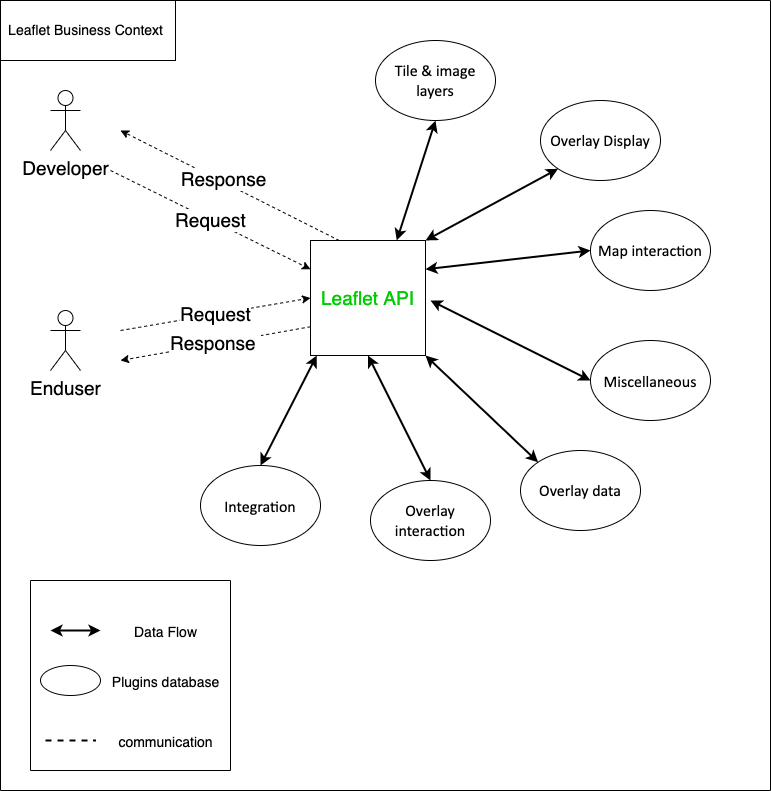 Leaflet Business Context
Tile & image
layers
Overlay Display
Developer
Response
Request
Map interaction
Leaflet API
Request
Response
Enduser
Miscellaneous
Overlay data
Integration
Overlay
interaction
Data Flow
Plugins database
communication